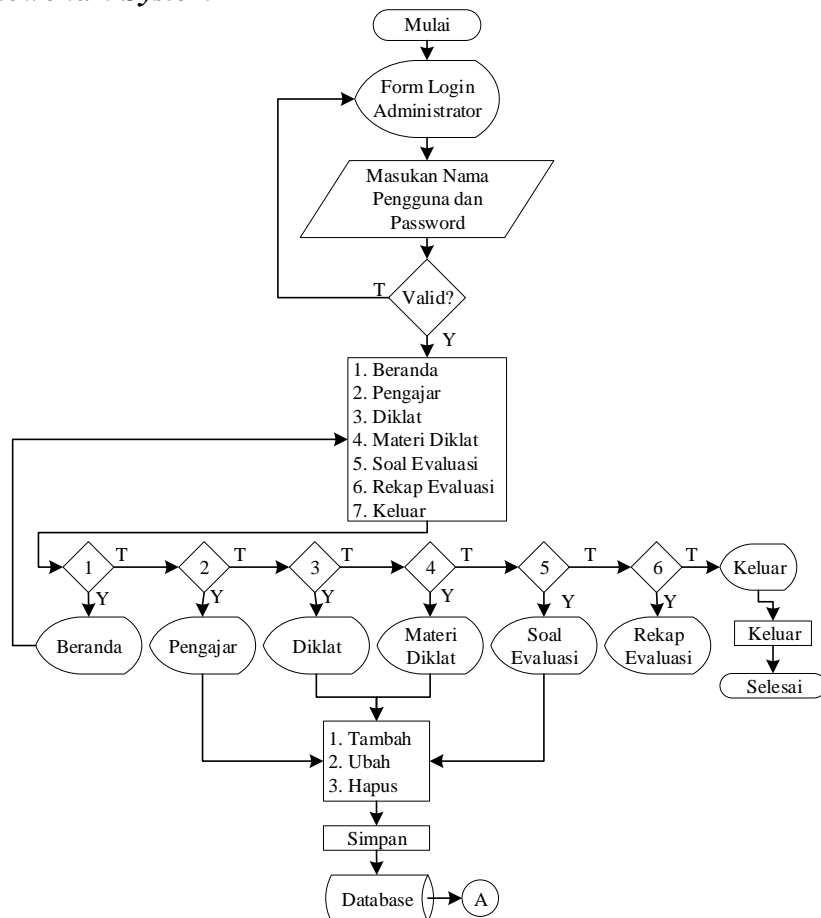 System
Mulai
Form Login
Administrator
Masukan Nama
Pengguna dan
Password
T
Valid?
Y
1. Beranda
2. Pengajar
3. Diklat
4. Materi Diklat
5. Soal Evaluasi
6. Rekap Evaluasi
7. Keluar
1 T 2 T 3 T 4 T 5 T 6 T Keluar
Y Y Y Y Y Y
Beranda
Pengajar
Diklat
Materi
Diklat
Soal
Evaluasi
Rekap
Evaluasi
Keluar
Selesai
1. Tambah
2. Ubah
3. Hapus
Simpan
Database A